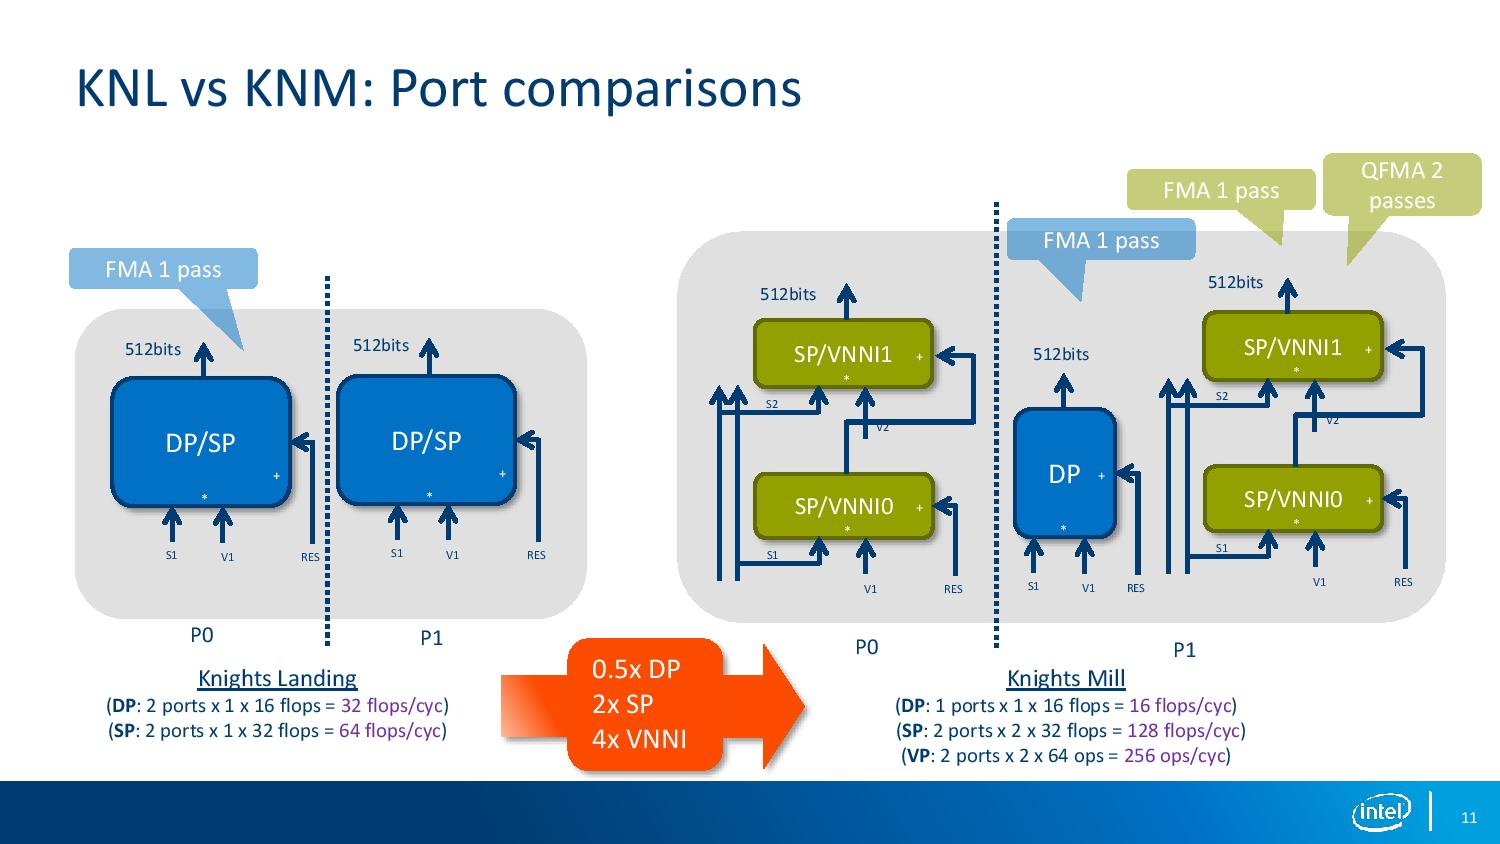 KNL vs KNM: Port comparisons
FMA 1 pass
512bits
512bits
DP/SP
+
*
DP/SP
+
*
S1
V1
RES
S1
V1
RES
P0
P1
Knights Landing
(DP: 2 ports x 1 x 16 flops = 32 flops/cyc)
(SP: 2 ports x 1 x 32 flops = 64 flops/cyc)
0.5x DP
2x SP
4x VNNI
FMA 1 pass
FMA 1 pass
QFMA 2
passes
512bits
SP/VNNI1
+
*
S2
V2
SP/VNNI0
+
*
S1
V1
RES
512bits
DP
+
*
S1
V1
RES
512bits
SP/VNNI1
+
*
S2
V2
SP/VNNI0
+
*
S1
V1
RES
P0
P1
Knights Mill
(DP: 1 ports x 1 x 16 flops = 16 flops/cyc)
(SP: 2 ports x 2 x 32 flops = 128 flops/cyc)
(VP: 2 ports x 2 x 64 ops = 256 ops/cyc)
intel
11